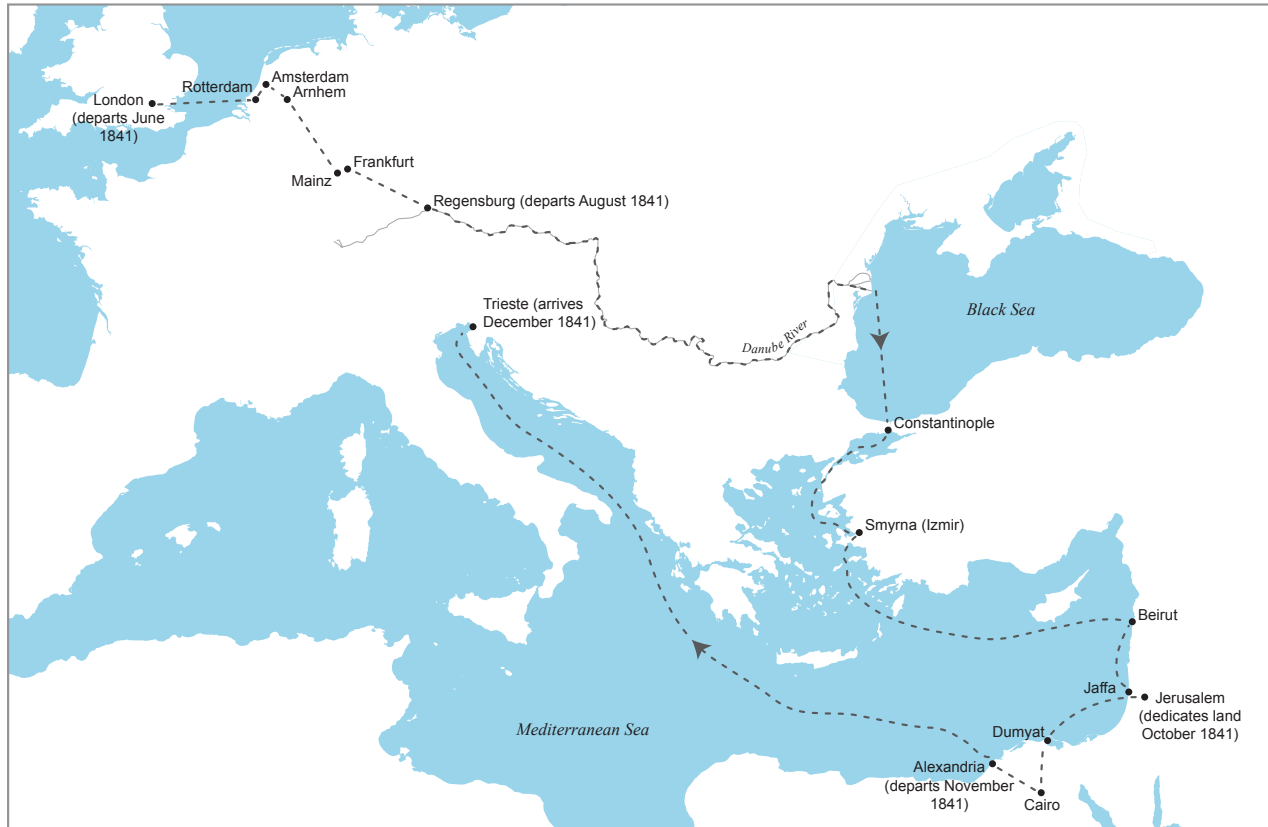 Amsterdam
Rotterdam
Arnhem
London
(departs June
1841)
Frankfurt
Mainz
Regensburg (departs August 1841)
Trieste (arrives
December 1841)
Black Sea
Danube River
Constantinople
Smyrna (Izmir)
Beirut
Jaffa
Jerusalem
(dedicates land
October 1841)
Mediterranean Sea
Dumyat
Alexandria
(departs November
1841)
Cairo